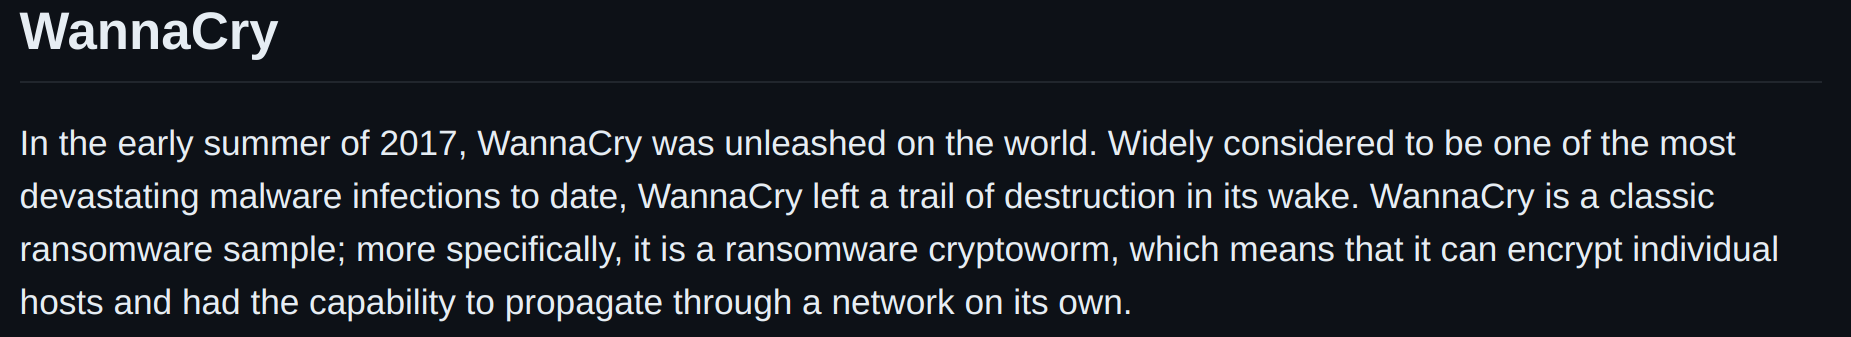 WannaCry
In the early summer of 2017, WannaCry was unleashed on the world. Widely considered to be one of the most
devastating malware infections to date, WannaCry left a trail of destruction in its wake. WannaCry is a classic
ransomware sample; more specifically, it is a ransomware cryptoworm, which means that it can encrypt individual
hosts and had the capability to propagate through a network on its own.